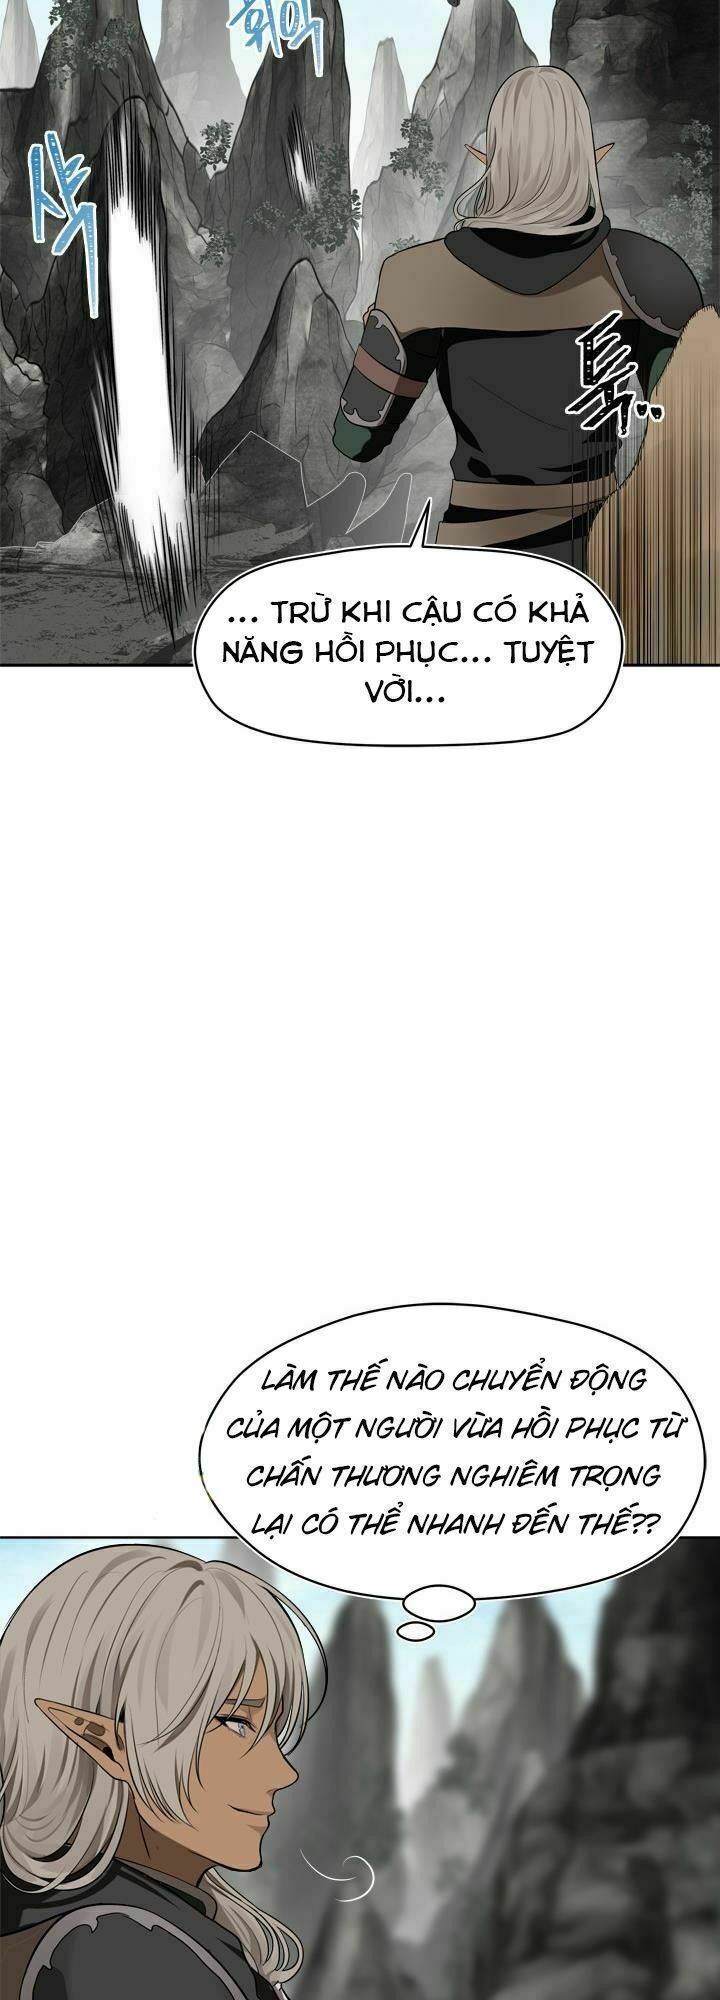 ... TRỪ KHI CẬU CÓ KHẢ
NĂNG HỒI PHỤC... TUYỆT
VỜI...
LÀM THẾ NÀO CHUYỂN ĐỘNG
CỦA MỘT NGƯỜI VỪA HỒI PHỤC TỪ
CHẤN THƯƠNG NGHIÊM TRỌNG
LẠI CÓ THỂ NHANH ĐẾN THẾ??